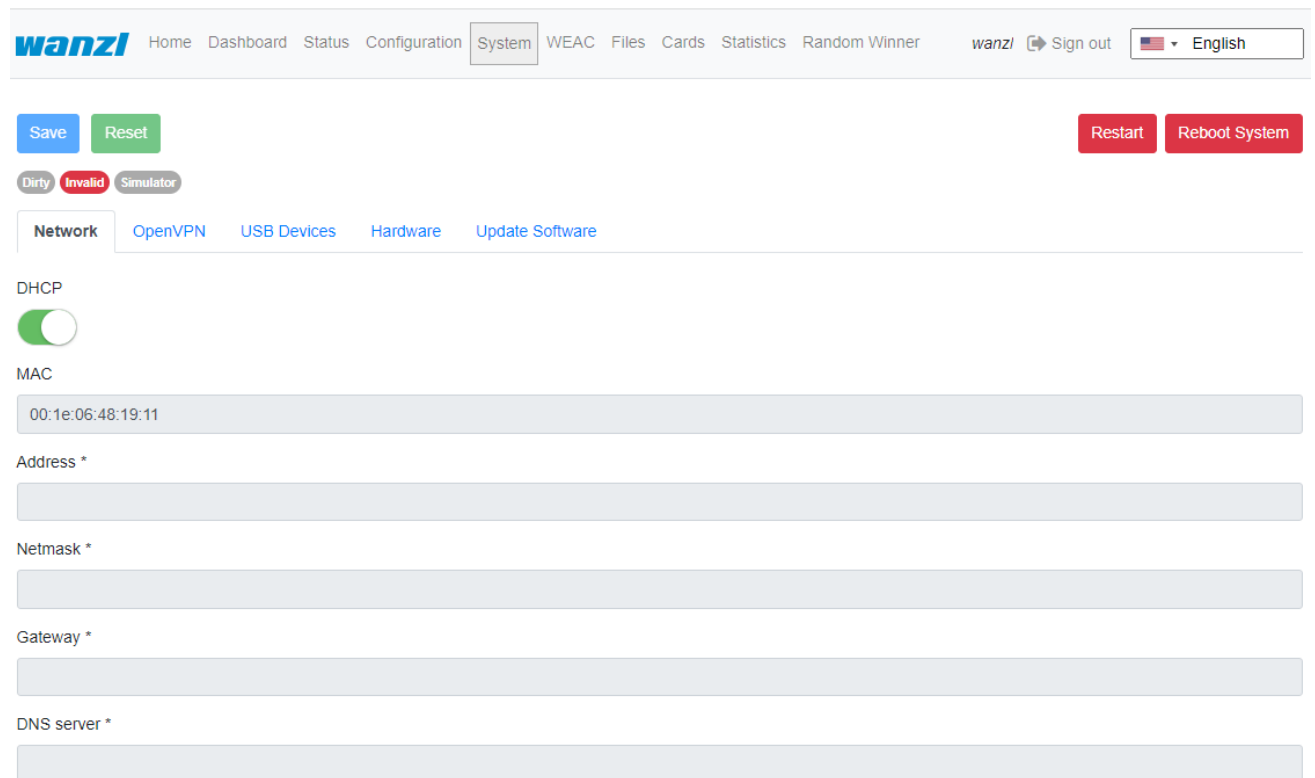 wanzl Home Dashboard Status Configuration System WEAC Files Cards Statistics Random Winner wanzl Sign out English
Save Reset Restart Reboot System
Dirty Invalid Simulator
Network OpenVPN USB Devices Hardware Update Software
DHCP
MAC
00:1e:06:48:19:11
Address *
Netmask *
Gateway *
DNS server *